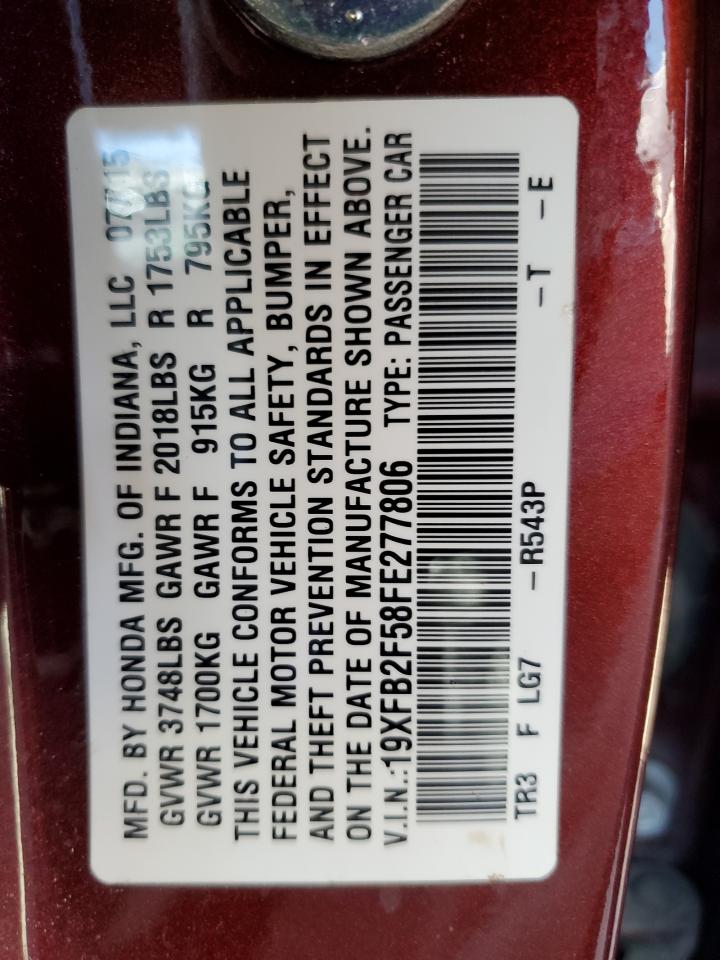 MFD. BY HONDA MFG. OF INDIANA, LLC 07/15
GVWR 3748LBS GAWR F 2018LBS R 1753LBS
GVWR 1700KG GAWR F 915KG R 795KG
THIS VEHICLE CONFORMS TO ALL APPLICABLE
FEDERAL MOTOR VEHICLE SAFETY, BUMPER,
AND THEFT PREVENTION STANDARDS IN EFFECT
ON THE DATE OF MANUFACTURE SHOWN ABOVE.
V.I.N.:19XFB2F58FE277806 TYPE: PASSENGER CAR
TR3 F LG7 –R543P –T –E